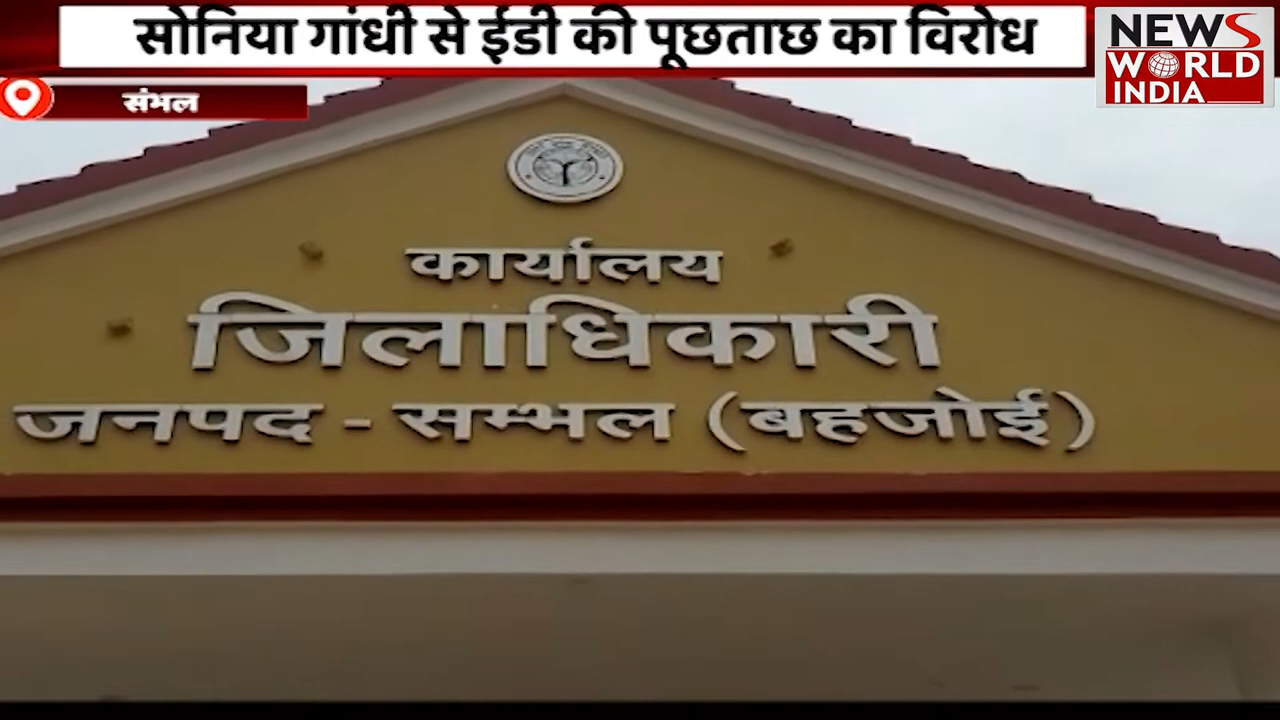 सोनिया गांधी से ईडी की पूछताछ का विरोध
NEWS
WORLD
INDIA
संभल
कार्यालय
जिलाधिकारी
जनपद - सम्भल (बहजोई)